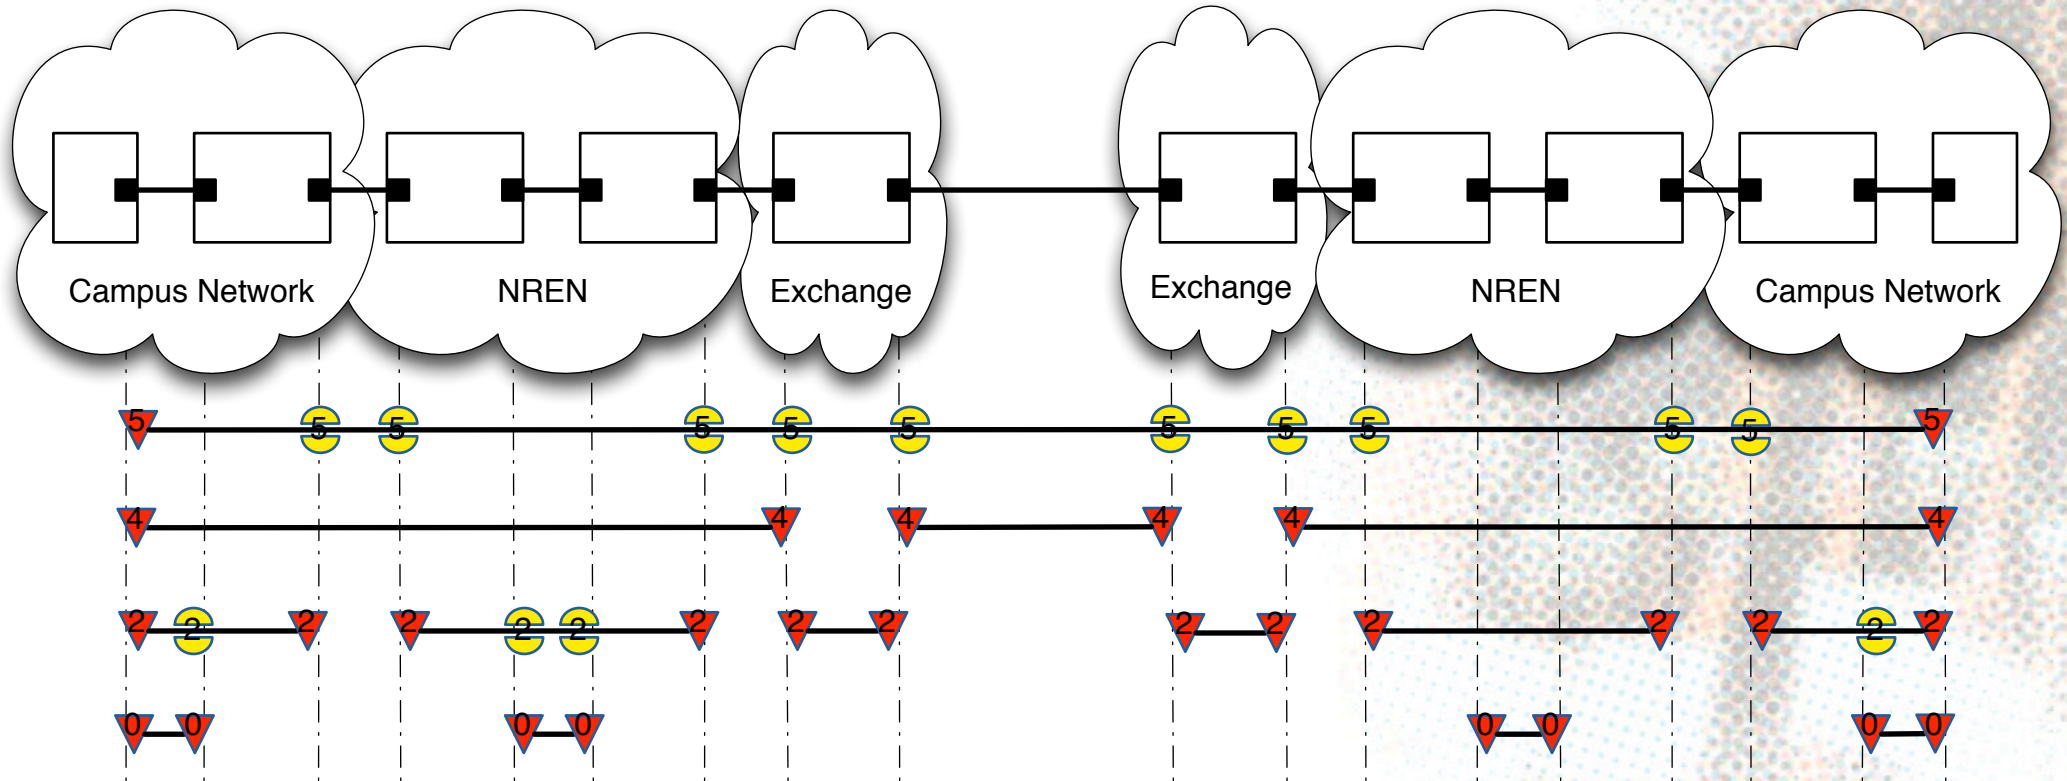 Campus Network NREN Exchange Exchange NREN Campus Network
5 5 5 5 5 5 5 5 5 5 5 5
4 4 4 4 4 4
2 2 2 2 2 2 2 2 2 2 2 2 2 2 2 2
0 0 0 0 0 0 0 0